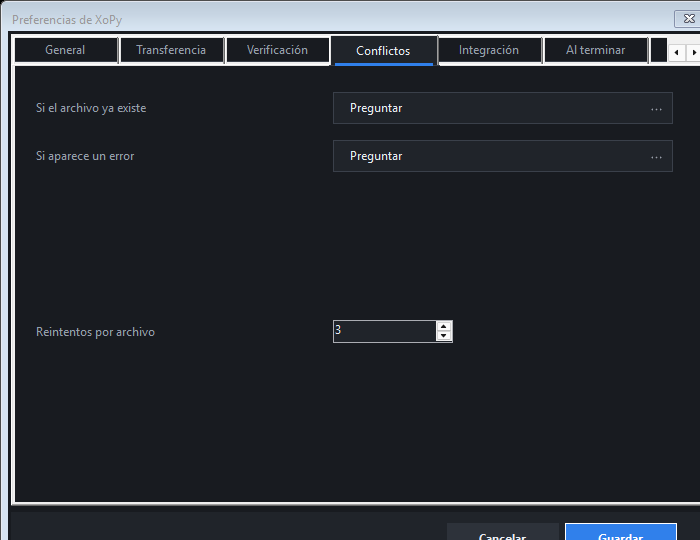 Preferencias de XoPy
General
Transferencia
Verificación
Conflictos
Integración
Al terminar
Si el archivo ya existe
Preguntar
...
Si aparece un error
Preguntar
...
Reintentos por archivo
3
Cancelar
Guardar